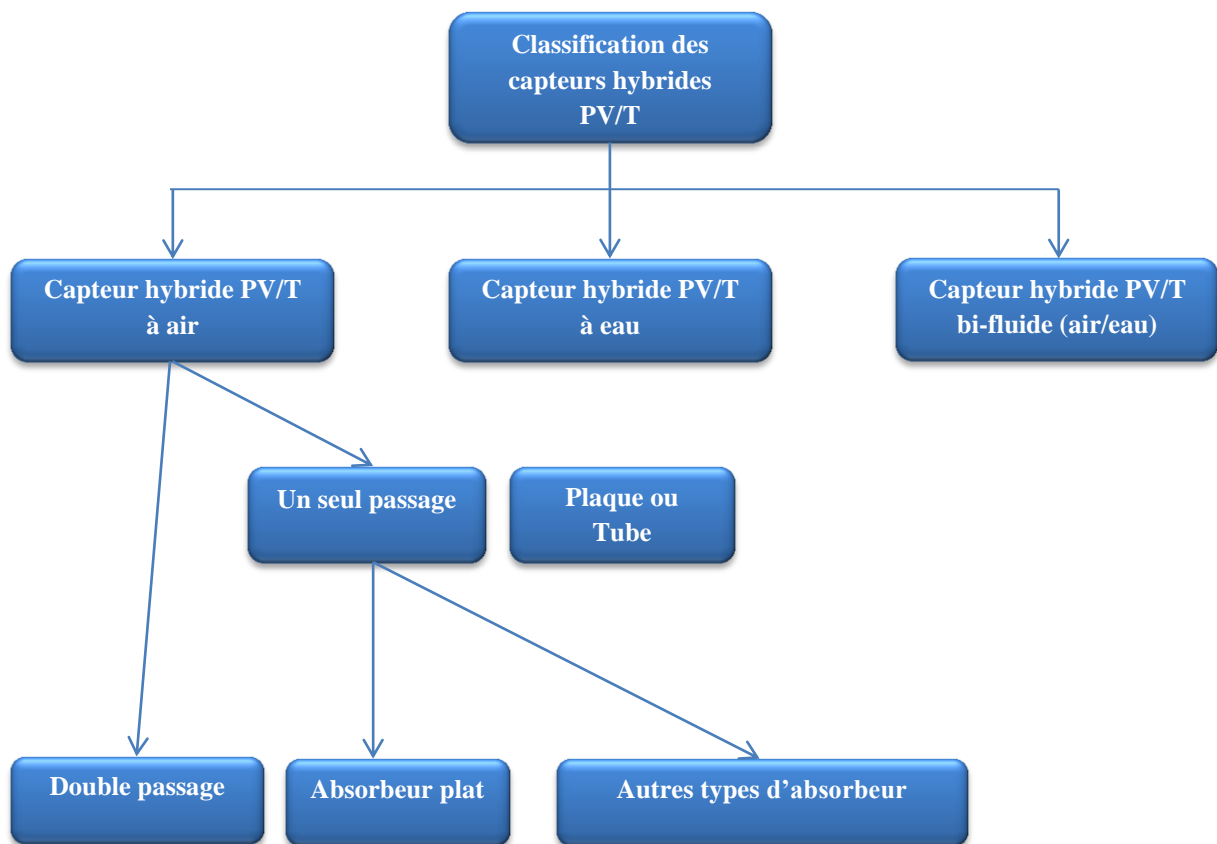 Classification des
capteurs hybrides
PV/T
Capteur hybride PV/T
à air
Capteur hybride PV/T
à eau
Capteur hybride PV/T
bi-fluide (air/eau)
Un seul passage
Plaque ou
Tube
Double passage
Absorbeur plat
Autres types d'absorbeur